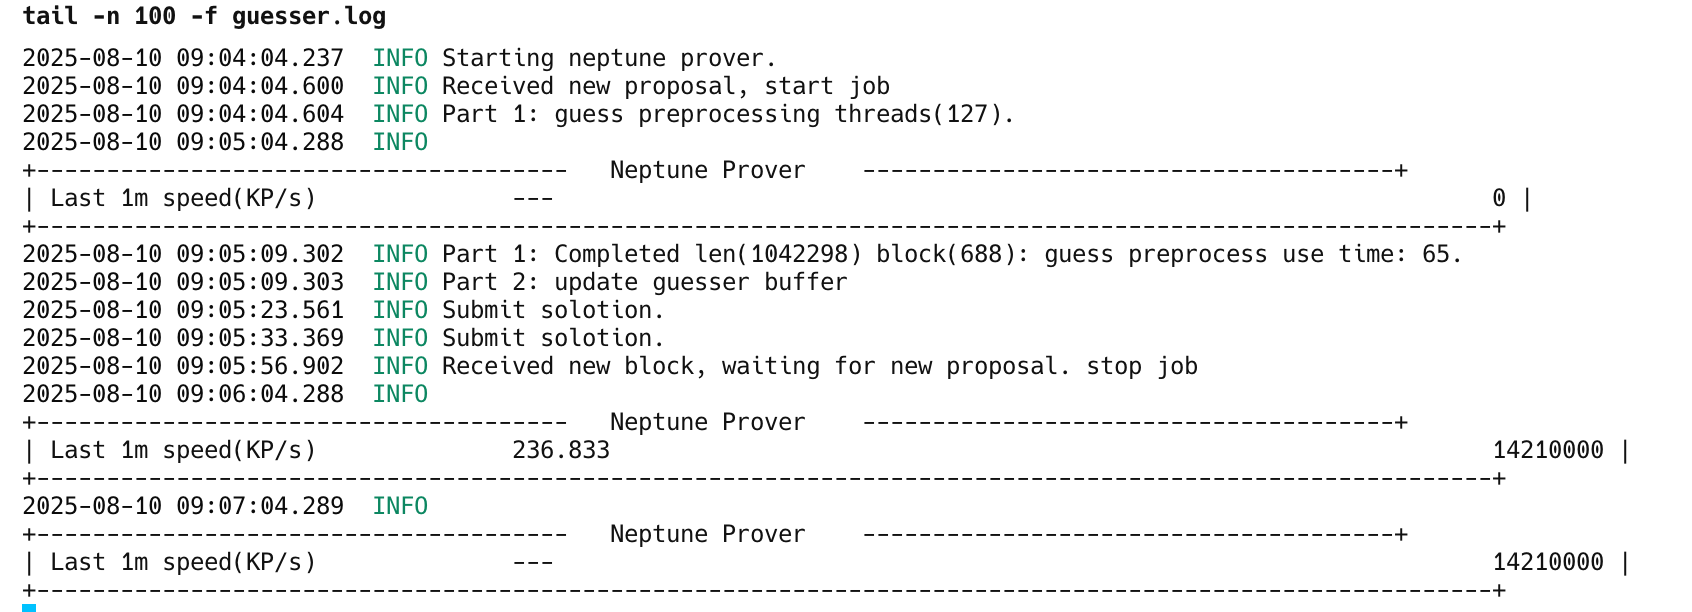 tail -n 100 -f guesser.log
2025-08-10 09:04:04.237  INFO Starting neptune prover.
2025-08-10 09:04:04.600  INFO Received new proposal, start job
2025-08-10 09:04:04.604  INFO Part 1: guess preprocessing threads(127).
2025-08-10 09:05:04.288  INFO
+--------------------------------------   Neptune Prover    --------------------------------------+
| Last 1m speed(KP/s)              ---                                                                   0 |
+--------------------------------------------------------------------------------------------------------+
2025-08-10 09:05:09.302  INFO Part 1: Completed len(1042298) block(688): guess preprocess use time: 65.
2025-08-10 09:05:09.303  INFO Part 2: update guesser buffer
2025-08-10 09:05:23.561  INFO Submit solotion.
2025-08-10 09:05:33.369  INFO Submit solotion.
2025-08-10 09:05:56.902  INFO Received new block, waiting for new proposal. stop job
2025-08-10 09:06:04.288  INFO
+--------------------------------------   Neptune Prover    --------------------------------------+
| Last 1m speed(KP/s)              236.833                                                               14210000 |
+--------------------------------------------------------------------------------------------------------+
2025-08-10 09:07:04.289  INFO
+--------------------------------------   Neptune Prover    --------------------------------------+
| Last 1m speed(KP/s)              ---                                                                   14210000 |
+--------------------------------------------------------------------------------------------------------+